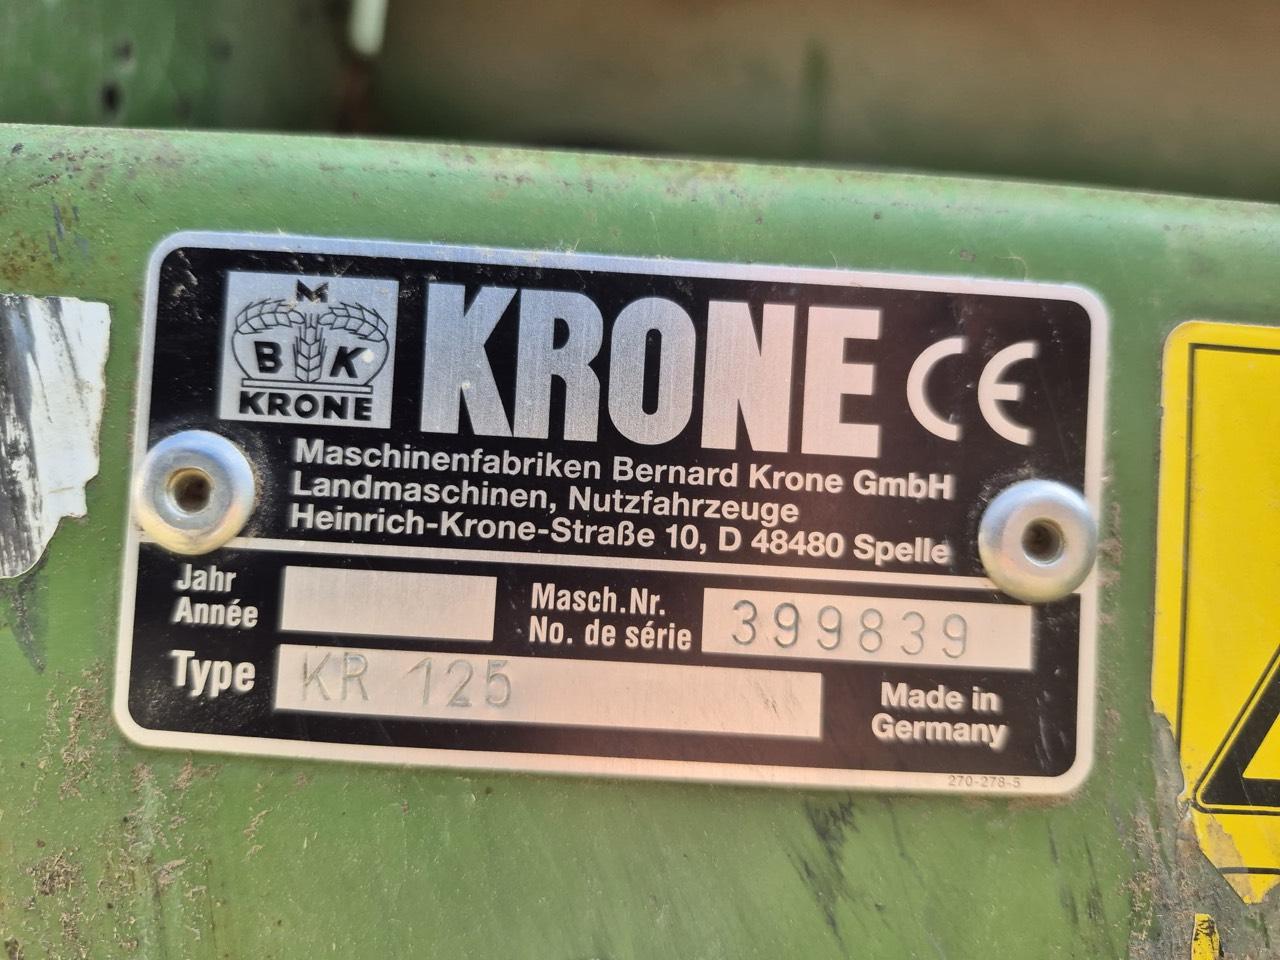 M
B K
KRONE
KRONE CE
Maschinenfabriken Bernard Krone GmbH
Landmaschinen, Nutzfahrzeuge
Heinrich-Krone-Straße 10, D 48480 Spelle
Jahr
Année
Masch.Nr.
No. de série
399839
Type
KR 125
Made in
Germany
270-278-5